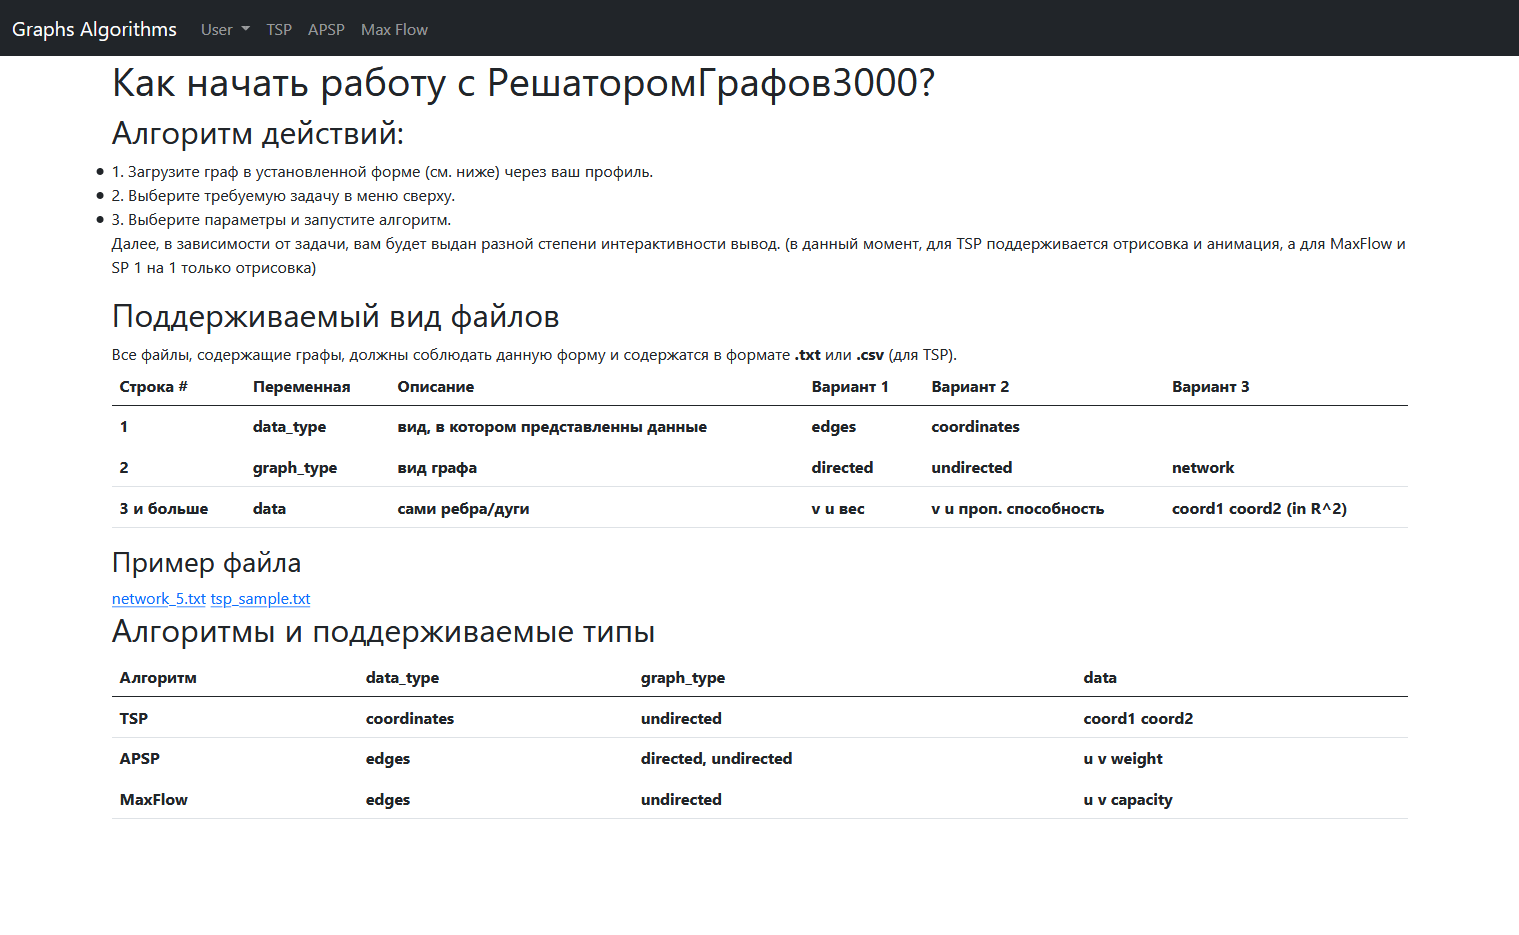 Graphs Algorithms User TSP APSP Max Flow
Как начать работу с РешаторомГрафов3000?
Алгоритм действий:
1. Загрузите граф в установленной форме (см. ниже) через ваш профиль.
2. Выберите требуемую задачу в меню сверху.
3. Выберите параметры и запустите алгоритм.
Далее, в зависимости от задачи, вам будет выдан разной степени интерактивности вывод. (в данный момент, для TSP поддерживается отрисовка и анимация, а для MaxFlow и
SP 1 на 1 только отрисовка)
Поддерживаемый вид файлов
Все файлы, содержащие графы, должны соблюдать данную форму и содержатся в формате .txt или .csv (для TSP).
Строка # Переменная Описание Вариант 1 Вариант 2 Вариант 3
1 data_type вид, в котором представленны данные edges coordinates
2 graph_type вид графа directed undirected network
3 и больше data сами ребра/дуги v u вес v u проп. способность coord1 coord2 (in R^2)
Пример файла
network_5.txt tsp_sample.txt
Алгоритмы и поддерживаемые типы
Алгоритм data_type graph_type data
TSP coordinates undirected coord1 coord2
APSP edges directed, undirected u v weight
MaxFlow edges undirected u v capacity